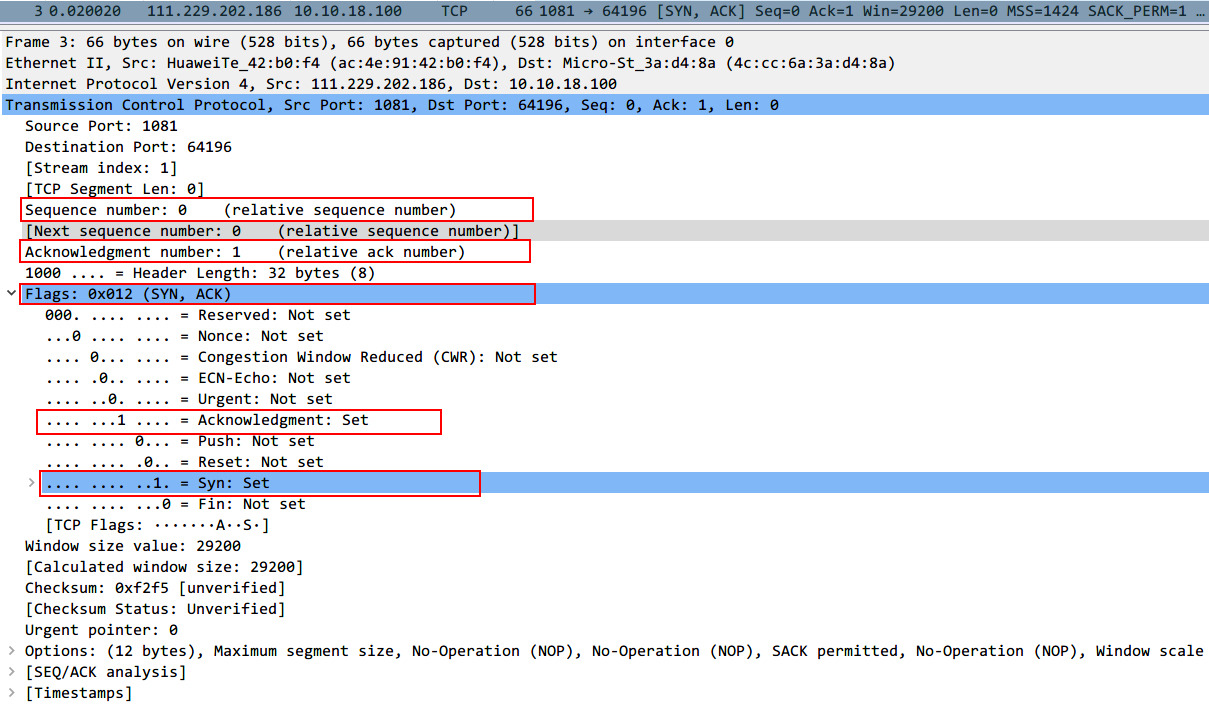 3 0.020020 111.229.202.186 10.10.18.100 TCP 66 1081 → 64196 [SYN, ACK] Seq=0 Ack=1 Win=29200 Len=0 MSS=1424 SACK_PERM=1 …
Frame 3: 66 bytes on wire (528 bits), 66 bytes captured (528 bits) on interface 0
Ethernet II, Src: HuaweiTe_42:b0:f4 (ac:4e:91:42:b0:f4), Dst: Micro-St_3a:d4:8a (4c:cc:6a:3a:d4:8a)
Internet Protocol Version 4, Src: 111.229.202.186, Dst: 10.10.18.100
Transmission Control Protocol, Src Port: 1081, Dst Port: 64196, Seq: 0, Ack: 1, Len: 0
Source Port: 1081
Destination Port: 64196
[Stream index: 1]
[TCP Segment Len: 0]
Sequence number: 0 (relative sequence number)
[Next sequence number: 0 (relative sequence number)]
Acknowledgment number: 1 (relative ack number)
1000 .... = Header Length: 32 bytes (8)
Flags: 0x012 (SYN, ACK)
000. .... .... = Reserved: Not set
...0 .... .... = Nonce: Not set
.... 0... .... = Congestion Window Reduced (CWR): Not set
.... .0.. .... = ECN-Echo: Not set
.... ..0. .... = Urgent: Not set
.... ...1 .... = Acknowledgment: Set
.... .... 0... = Push: Not set
.... .... .0.. = Reset: Not set
.... .... ..1. = Syn: Set
.... .... ...0 = Fin: Not set
[TCP Flags: ·······A··S·]
Window size value: 29200
[Calculated window size: 29200]
Checksum: 0xf2f5 [unverified]
[Checksum Status: Unverified]
Urgent pointer: 0
Options: (12 bytes), Maximum segment size, No-Operation (NOP), No-Operation (NOP), SACK permitted, No-Operation (NOP), Window scale
[SEQ/ACK analysis]
[Timestamps]